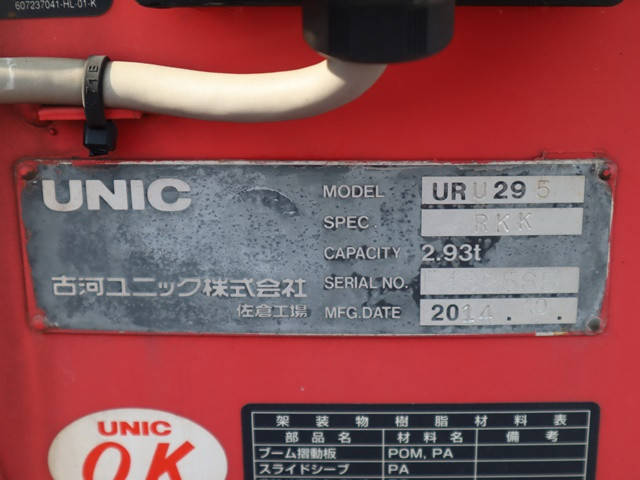 607237041-HL-01-K
UNIC
MODEL URU295
SPEC. RKK
CAPACITY 2.93t
古河ユニック株式会社
SERIAL NO.
佐倉工場
MFG.DATE 2014.
UNIC
OK
架装物樹脂材料表
部品名 材料名 備考
ブーム摺動板 POM, PA
スライドシーブ PA